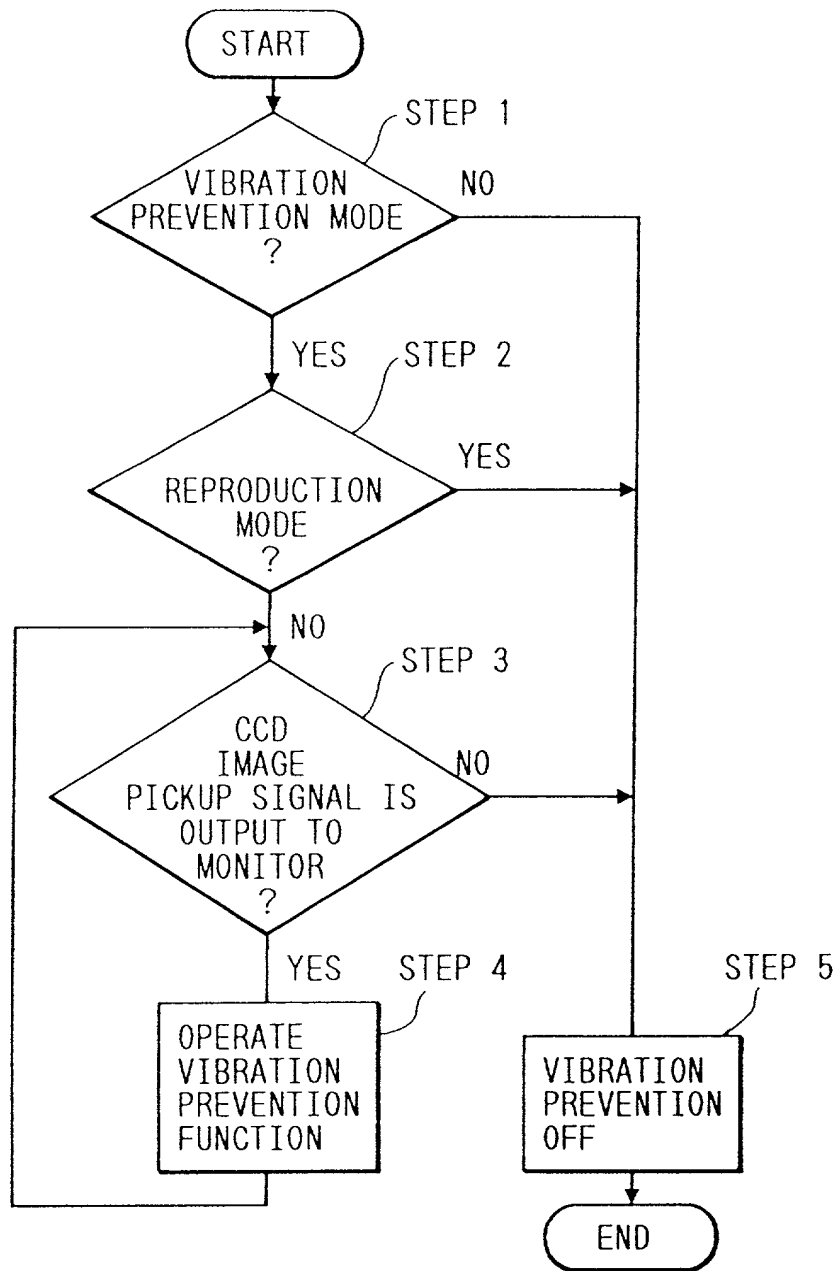 START
STEP 1
VIBRATION
PREVENTION MODE
?
NO
YES
STEP 2
REPRODUCTION
MODE
?
YES
NO
STEP 3
CCD
IMAGE
PICKUP SIGNAL IS
OUTPUT TO
MONITOR
?
NO
YES
STEP 4
OPERATE
VIBRATION
PREVENTION
FUNCTION
STEP 5
VIBRATION
PREVENTION
OFF
END